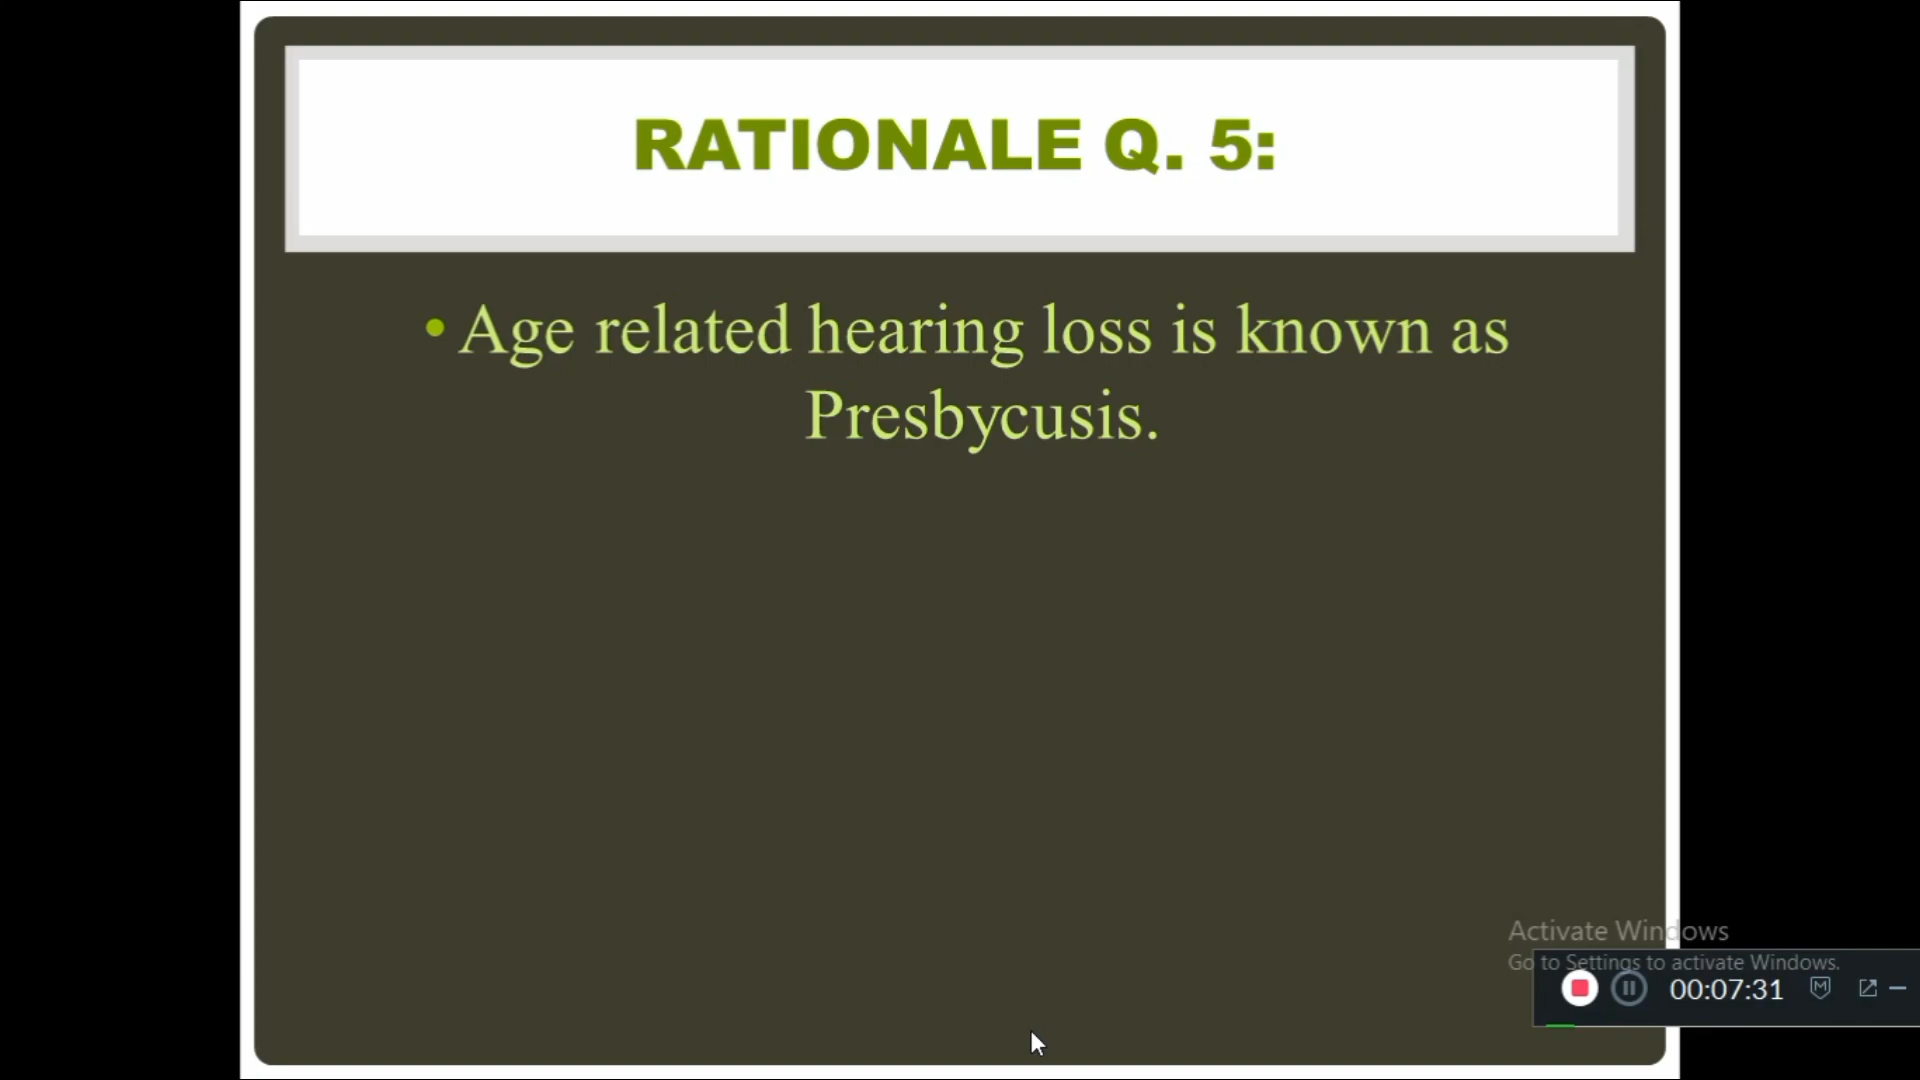 RATIONALE Q. 5:
• Age related hearing loss is known as
Presbycusis.
Activate Windows
Go to Settings to activate Windows.
00:07:31